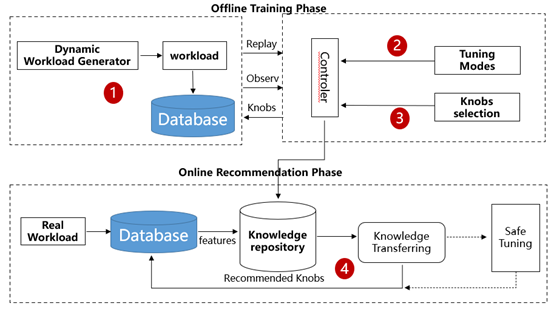 Offline Training Phase
Dynamic
Workload Generator
workload
Database
1
Replay
Observ
Knobs
Controler
2
Tuning
Modes
3
Knobs
selection
Online Recommendation Phase
Real
Workload
Database
features
Knowledge
repository
Knowledge
Transferring
Safe
Tuning
Recommended Knobs
4